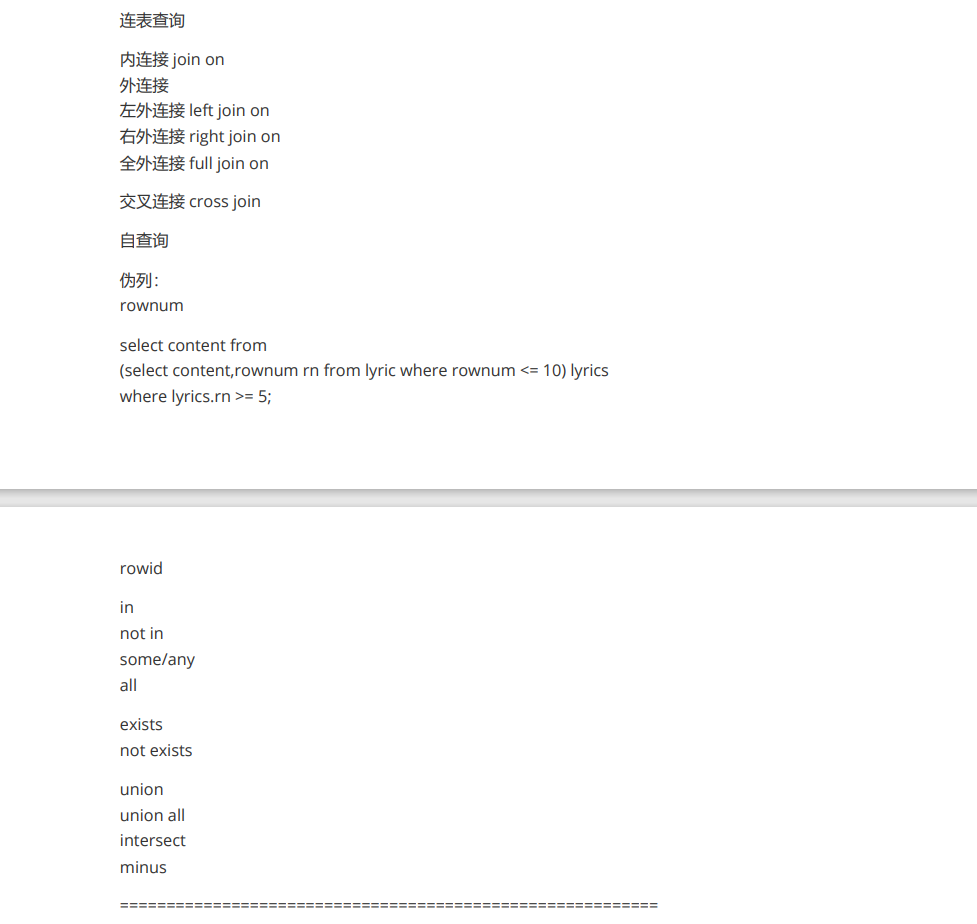 连表查询
内连接 join on
外连接
左外连接 left join on
右外连接 right join on
全外连接 full join on
交叉连接 cross join
自查询
伪列：
rownum
select content from
(select content,rownum rn from lyric where rownum <= 10) lyrics
where lyrics.rn >= 5;
rowid
in
not in
some/any
all
exists
not exists
union
union all
intersect
minus
==========================================================